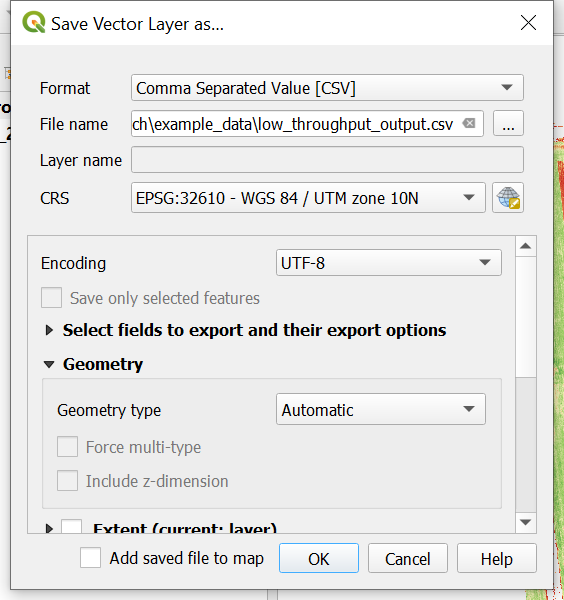 Save Vector Layer as...
Format Comma Separated Value [CSV]
File name ch\example_data\low_throughput_output.csv ...
Layer name
CRS EPSG:32610 - WGS 84 / UTM zone 10N
Encoding UTF-8
Save only selected features
Select fields to export and their export options
Geometry
Geometry type Automatic
Force multi-type
Include z-dimension
Extent (current: layer)
Add saved file to map OK Cancel Help